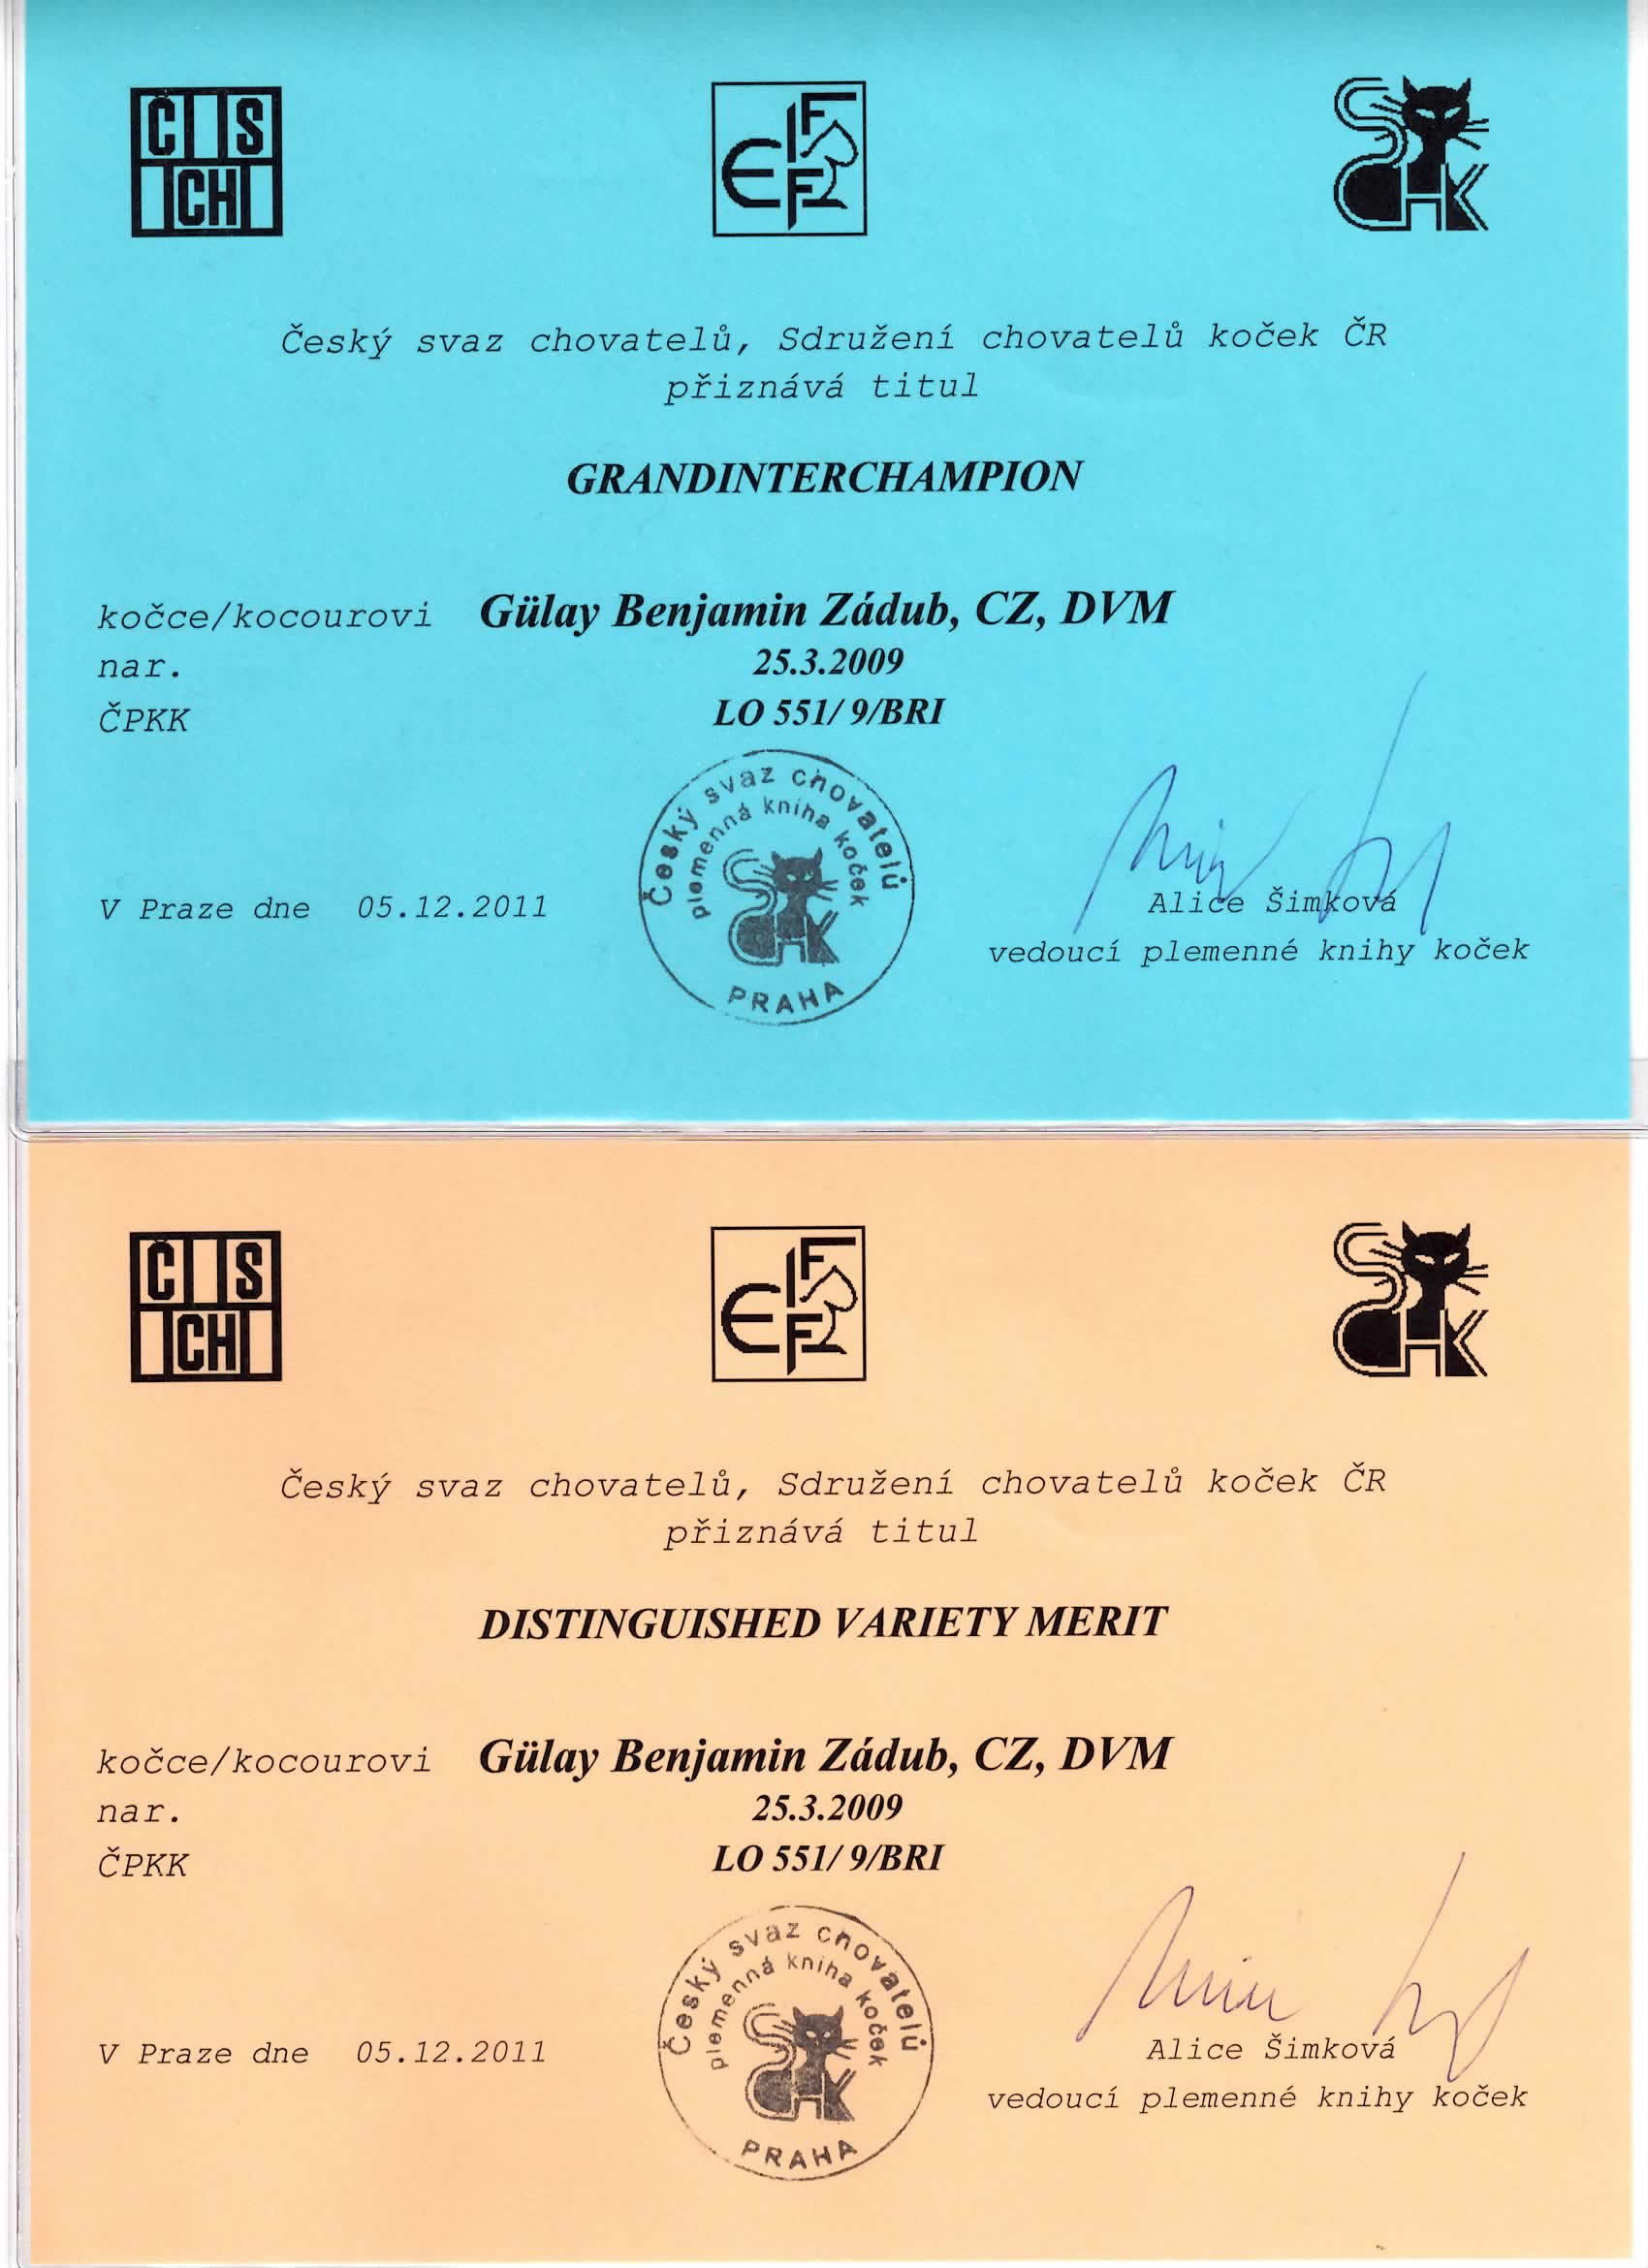 ČS
CH
FIFe
SCHK
Český svaz chovatelů, Sdružení chovatelů koček ČR
přiznává titul
GRANDINTERCHAMPION
kočce/kocourovi Gülay Benjamin Zádub, CZ, DVM
nar. 25.3.2009
ČPKK LO 551/ 9/BRI
Český svaz chovatelů
plemenná kniha koček
SCHK
PRAHA
V Praze dne 05.12.2011
Alice Šimková
vedoucí plemenné knihy koček
ČS
CH
FIFe
SCHK
Český svaz chovatelů, Sdružení chovatelů koček ČR
přiznává titul
DISTINGUISHED VARIETY MERIT
kočce/kocourovi Gülay Benjamin Zádub, CZ, DVM
nar. 25.3.2009
ČPKK LO 551/ 9/BRI
Český svaz chovatelů
plemenná kniha koček
SCHK
PRAHA
V Praze dne 05.12.2011
Alice Šimková
vedoucí plemenné knihy koček